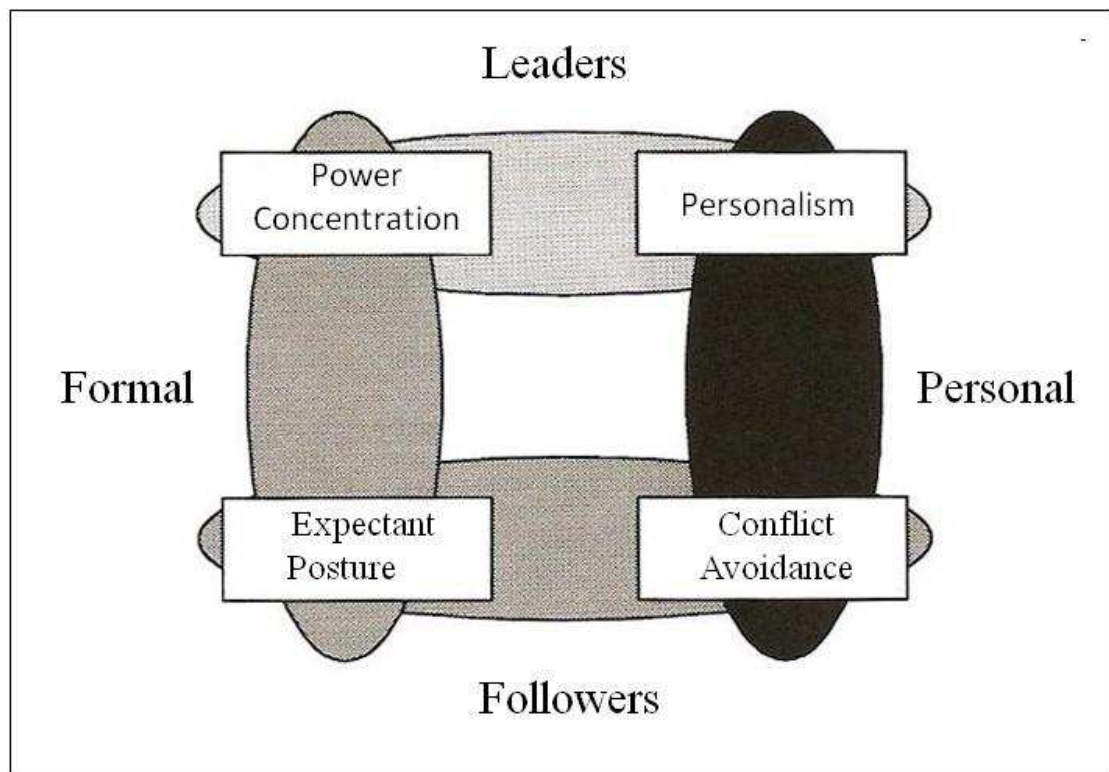 Leaders
Power
Concentration
Personalism
Formal
Personal
Expectant
Posture
Conflict
Avoidance
Followers